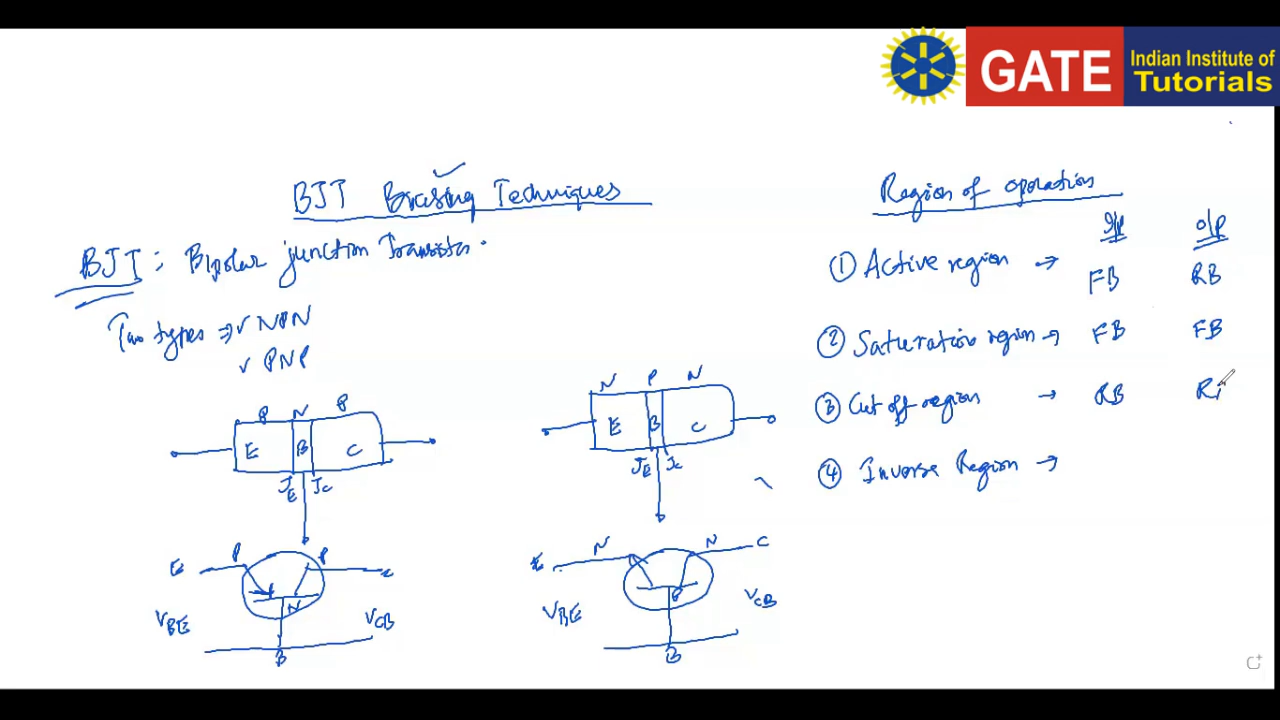 GATE
Indian Institute of
Tutorials
BJT Biasing Techniques
BJT : Bipolar junction Transistor.
Two types ⇒ ✓ NPN
✓ PNP
P N P
E B C
JE JC
E P P C
N
VBE VCB
B
N P N
E B C
JE JC
E N N C
P
VBE VCB
B
Region of operation
I/P O/P
① Active region → FB RB
② Saturation region → FB FB
③ Cut off region → RB R
④ Inverse Region →